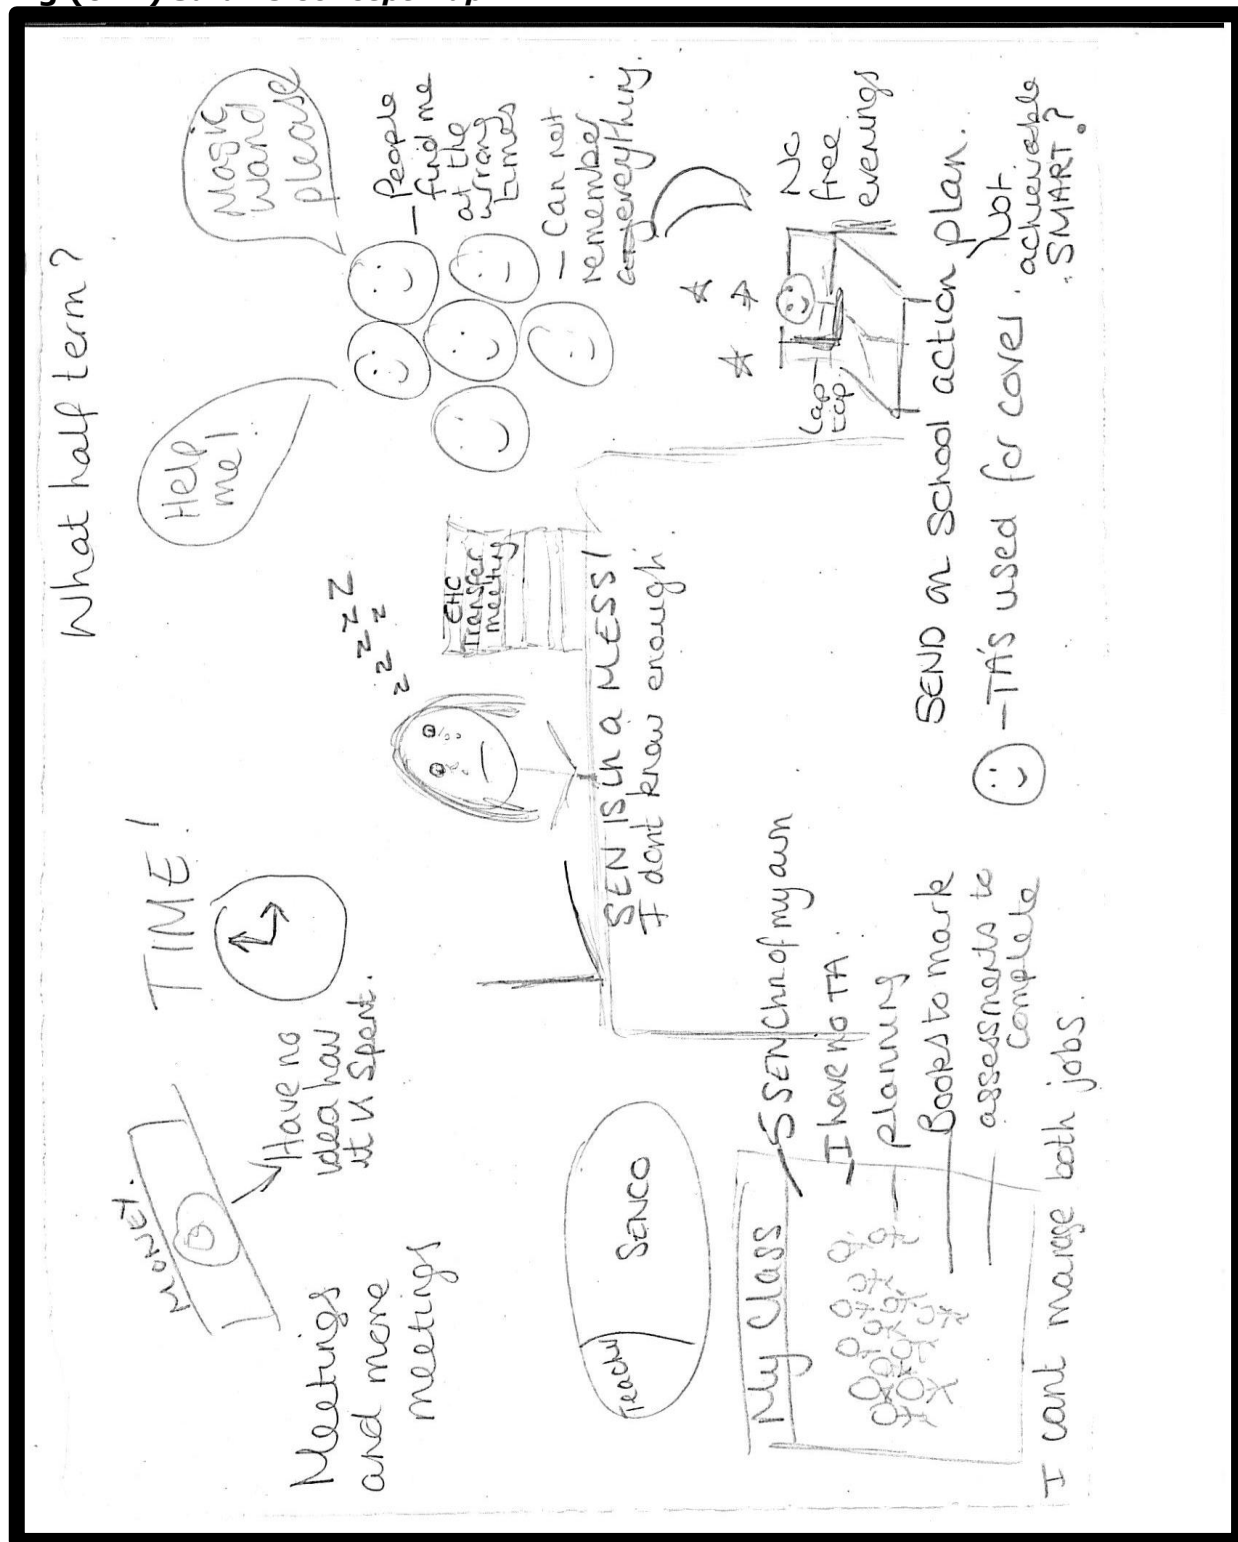 What half term?
MONEY.
Have no
idea how
it is spent.
TIME!
Help
me!
Magic
wand
please
Meetings
and more
meetings
zzzzz
EHC
Transfer
meeting
- People
find me
at the
wrong
times
- Can not
remember
everything.
Teacher
SENCO
SEN IS in a MESS!
I dont know enough.
Lap
top
No
free
evenings
My Class
5 SEN Chn of my own
- I have no TA.
- planning
Books to mark
assessments to
complete
SEND on school action plan.
Not
achievable
SMART?
- TA'S used for cover.
I cant manage both jobs.